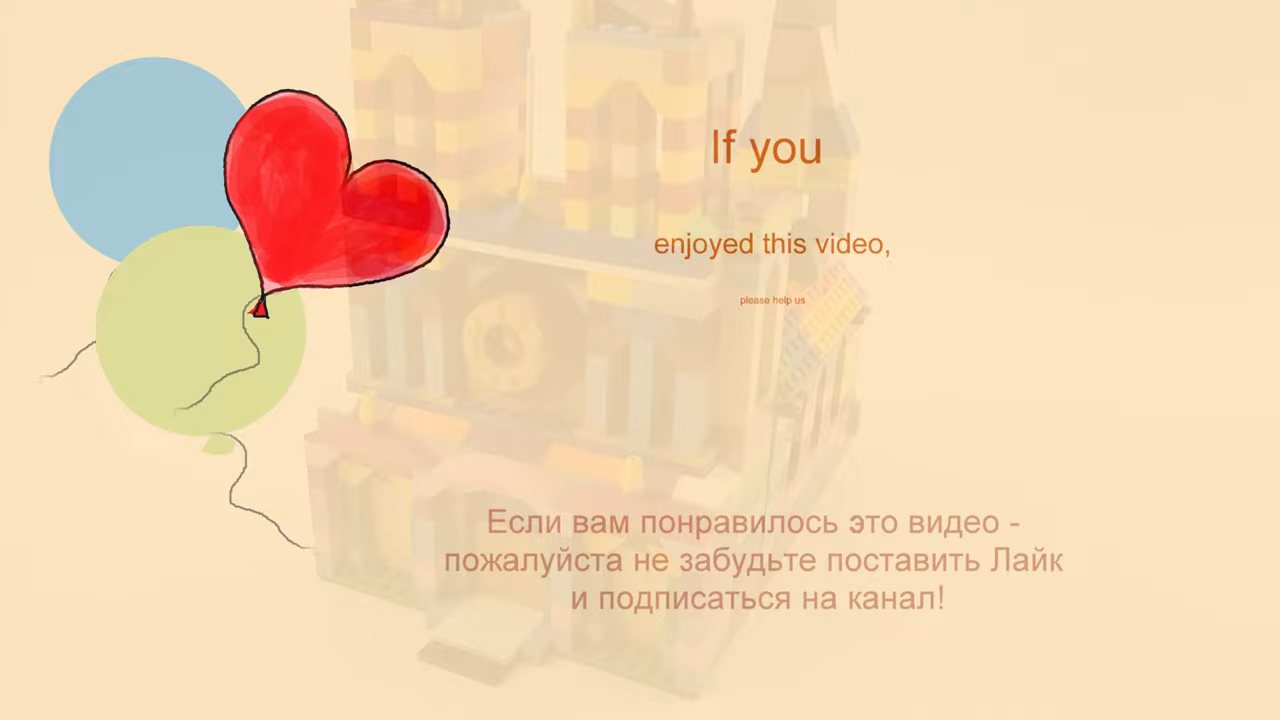 If you
enjoyed this video,
please help us
Если вам понравилось это видео -
пожалуйста не забудьте поставить Лайк
и подписаться на канал!